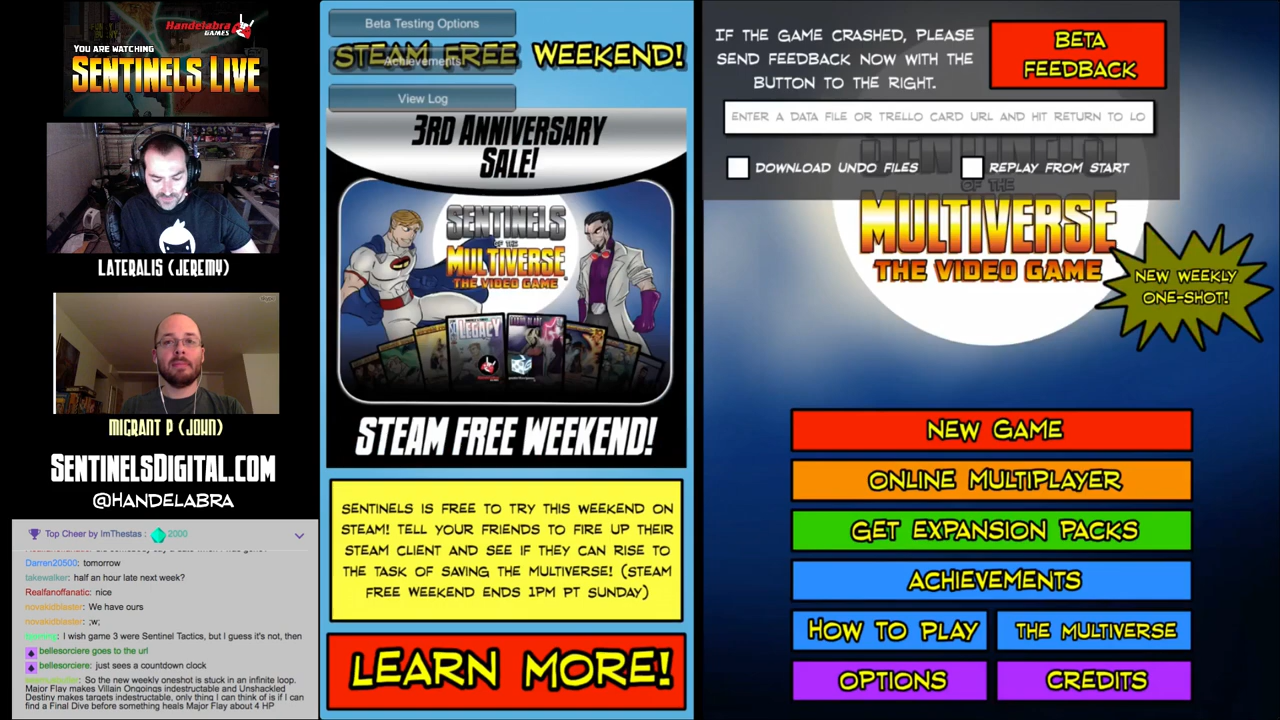 Handelabra
GAMES
YOU ARE WATCHING
SENTINELS LIVE
LATERALIS (JEREMY)
skype
MIGRANT P (JOHN)
SENTINELSDIGITAL.COM
@HANDELABRA
Top Cheer by ImThestas : 2000
Darren20500: tomorrow
takewalker: half an hour late next week?
Realfanoffanatic: nice
novakidblaster: We have ours
novakidblaster: ;w;
I wish game 3 were Sentinel Tactics, but I guess it's not, then
bellesorciere goes to the url
bellesorciere: just sees a countdown clock
So the new weekly oneshot is stuck in an infinite loop.
Major Flay makes Villain Ongoings indestructable and Unshackled
Destiny makes targets indestructable, only thing I can think of is if I can
find a Final Dive before something heals Major Flay about 4 HP
Beta Testing Options
STEAM FREE WEEKEND!
Achievements
View Log
3RD ANNIVERSARY
SALE!
SENTINELS
OF THE
MULTIVERSE
THE VIDEO GAME
LEGACY
STEAM FREE WEEKEND!
SENTINELS IS FREE TO TRY THIS WEEKEND ON
STEAM! TELL YOUR FRIENDS TO FIRE UP THEIR
STEAM CLIENT AND SEE IF THEY CAN RISE TO
THE TASK OF SAVING THE MULTIVERSE! (STEAM
FREE WEEKEND ENDS 1PM PT SUNDAY)
LEARN MORE!
IF THE GAME CRASHED, PLEASE
SEND FEEDBACK NOW WITH THE
BUTTON TO THE RIGHT.
BETA
FEEDBACK
ENTER A DATA FILE OR TRELLO CARD URL AND HIT RETURN TO LO
DOWNLOAD UNDO FILES
REPLAY FROM START
SENTINELS
OF THE
MULTIVERSE
THE VIDEO GAME
NEW WEEKLY
ONE-SHOT!
NEW GAME
ONLINE MULTIPLAYER
GET EXPANSION PACKS
ACHIEVEMENTS
HOW TO PLAY
THE MULTIVERSE
OPTIONS
CREDITS